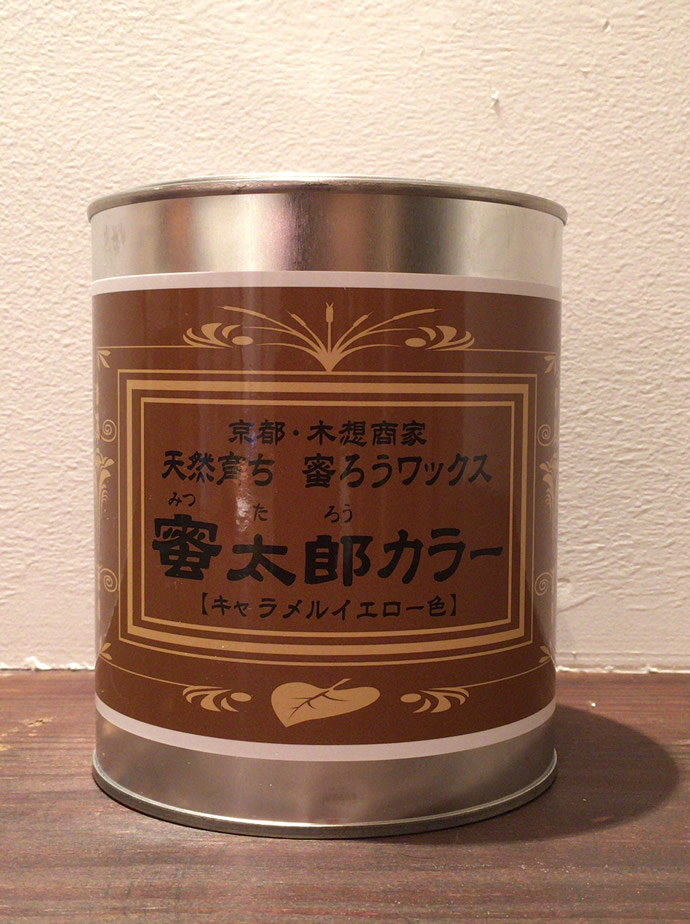 京都・木想商家
天然育ち 蜜ろうワックス
みつ た ろう
蜜太郎カラー
【キャラメルイエロー色】